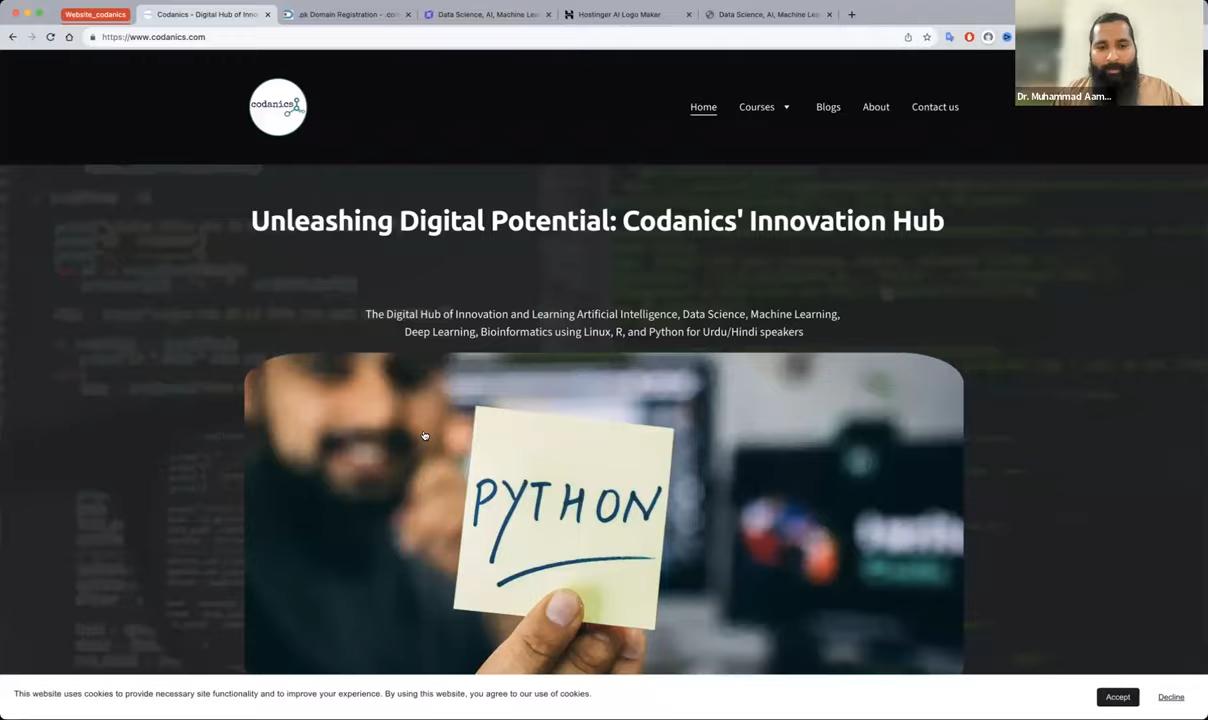 Website_codanics
Codanics - Digital Hub of Inno
.pk Domain Registration - .com
Data Science, AI, Machine Lea
Hostinger AI Logo Maker
Data Science, AI, Machine Lea
https://www.codanics.com
Dr. Muhammad Aam...
codanics
Home
Courses
Blogs
About
Contact us
Unleashing Digital Potential: Codanics' Innovation Hub
The Digital Hub of Innovation and Learning Artificial Intelligence, Data Science, Machine Learning,
Deep Learning, Bioinformatics using Linux, R, and Python for Urdu/Hindi speakers
PYTHON
This website uses cookies to provide necessary site functionality and to improve your experience. By using this website, you agree to our use of cookies.
Accept
Decline